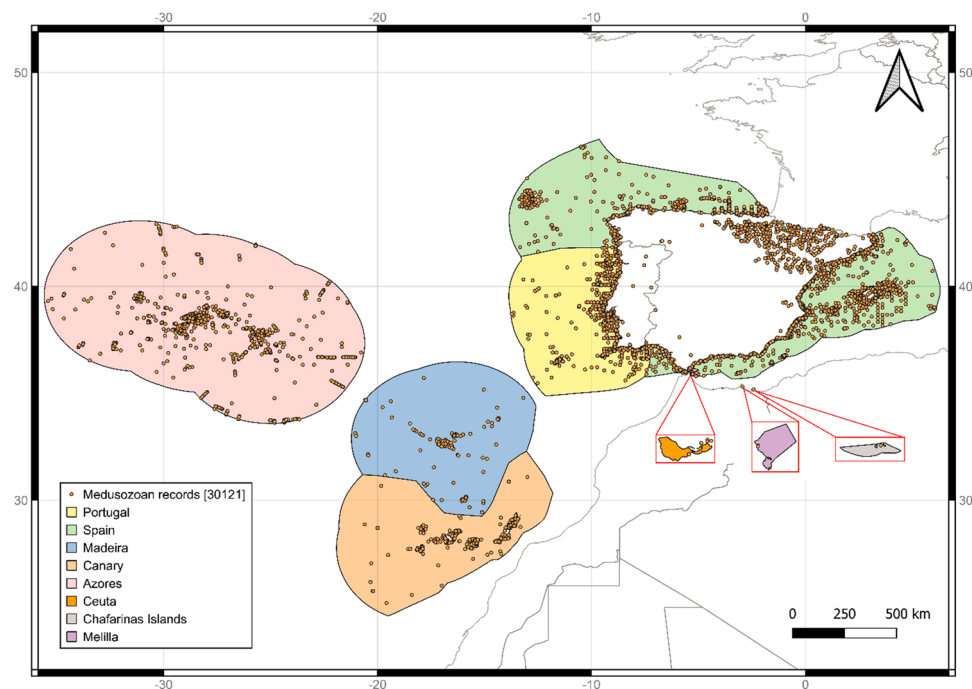 -30 -20 -10 0
50 50
40 40
30 30
Medusozoan records [30121]
Portugal
Spain
Madeira
Canary
Azores
Ceuta
Chafarinas Islands
Melilla
0 250 500 km
-30 -20 -10 0